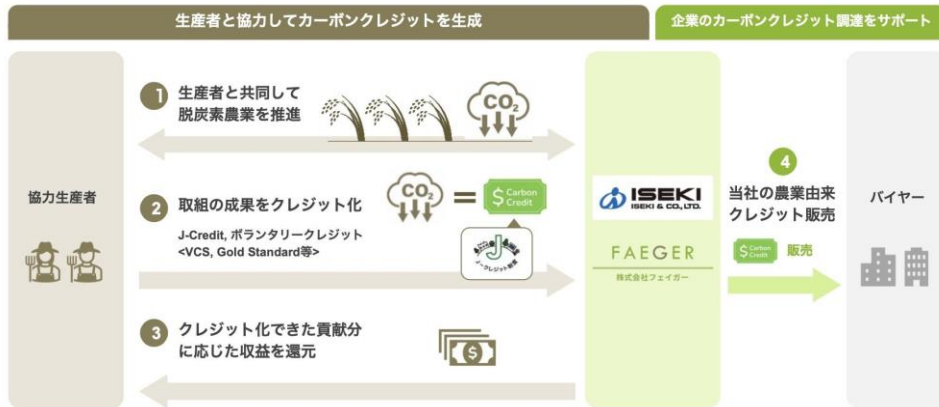 生産者と協力してカーボンクレジットを生成
企業のカーボンクレジット調達をサポート
協力生産者
1
生産者と共同して
脱炭素農業を推進
CO2
2
取組の成果をクレジット化
J-Credit, ボランタリークレジット
<VCS, Gold Standard等>
CO2
=
$ Carbon
Credit
J-クレジット制度
3
クレジット化できた貢献分
に応じた収益を還元
$
ISEKI
ISEKI & CO., LTD.
FAEGER
株式会社フェイガー
4
当社の農業由来
クレジット販売
$ Carbon
Credit
販売
バイヤー